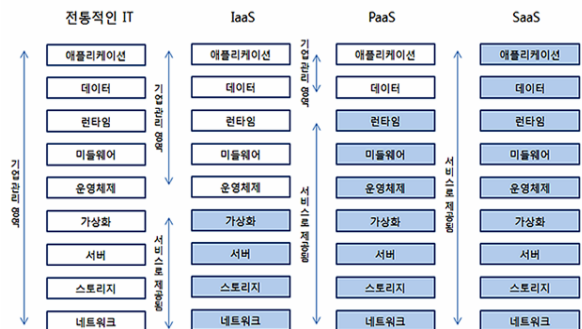 전통적인 IT
IaaS
PaaS
SaaS
애플리케이션
애플리케이션
애플리케이션
애플리케이션
데이터
데이터
데이터
데이터
런타임
런타임
런타임
런타임
미들웨어
미들웨어
미들웨어
미들웨어
운영체제
운영체제
운영체제
운영체제
가상화
가상화
가상화
가상화
서버
서버
서버
서버
스토리지
스토리지
스토리지
스토리지
네트워크
네트워크
네트워크
네트워크
기업관리 영역
기업관리 영역
서비스로 제공됨
기업관리 영역
서비스로 제공됨
서비스로 제공됨